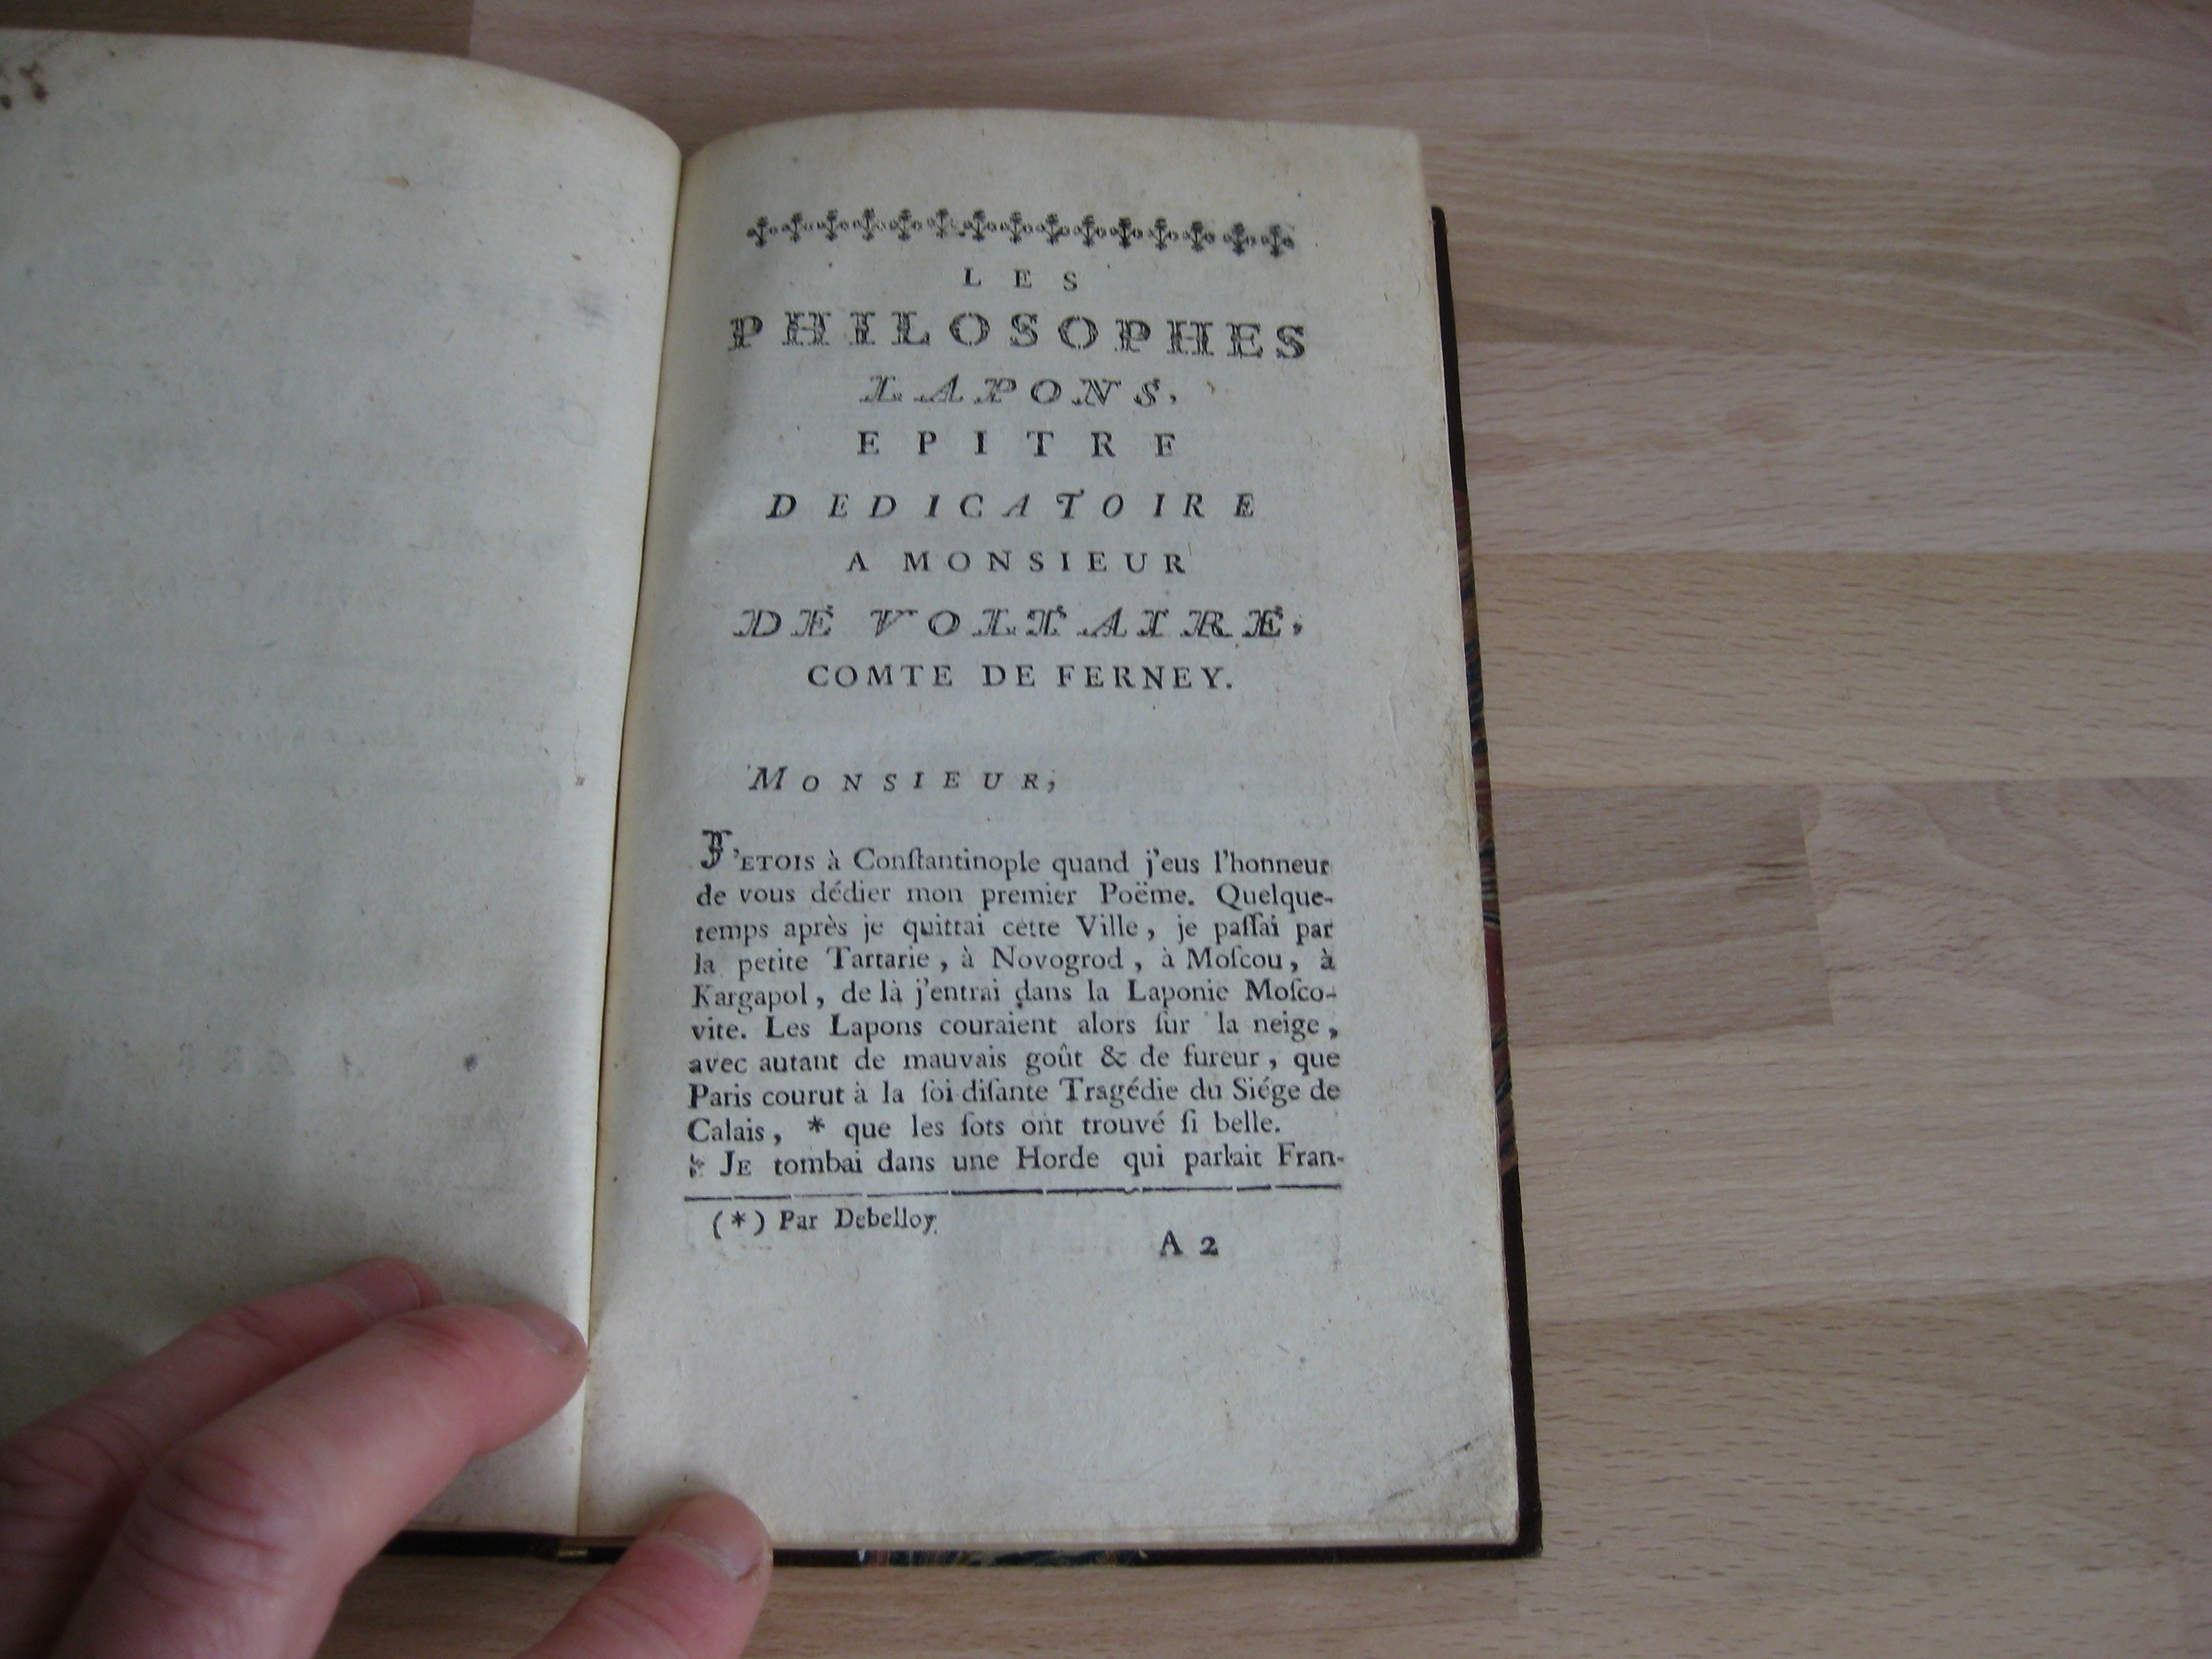 LES
PHILOSOPHES
LAPONS,
EPITRE
DEDICATOIRE
A MONSIEUR
DE VOLTAIRE,
COMTE DE FERNEY.
MONSIEUR,
J'ETOIS à Conſtantinople quand j'eus l'honneur
de vous dédier mon premier Poëme. Quelque-
temps après je quittai cette Ville, je paſſai par
la petite Tartarie, à Novogrod, à Moſcou, à
Kargapol, de là j'entrai dans la Laponie Moſco-
vite. Les Lapons couraient alors ſur la neige,
avec autant de mauvais goût & de fureur, que
Paris courut à la ſoi-diſante Tragédie du Siége de
Calais, * que les ſots ont trouvé ſi belle.
JE tombai dans une Horde qui parlait Fran-
(*) Par Debelloy.
A 2